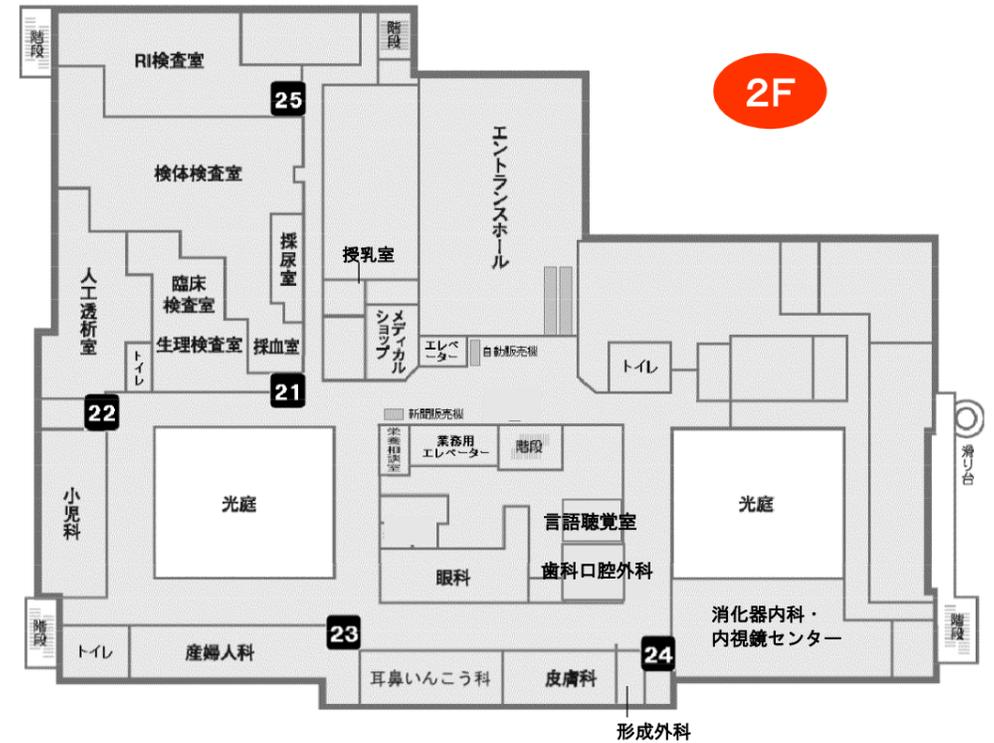 階段
階段
RI検査室
2F
25
エントランスホール
検体検査室
採尿室
授乳室
人工透析室
臨床
検査室
メディカル
ショップ
生理検査室
採血室
トイレ
エレベ
ーター
自動販売機
トイレ
21
22
新聞販売機
栄養相談室
業務用
エレベーター
階段
滑り台
小児科
光庭
光庭
言語聴覚室
眼科
歯科口腔外科
階段
消化器内科・
内視鏡センター
階段
23
24
トイレ
産婦人科
耳鼻いんこう科
皮膚科
形成外科